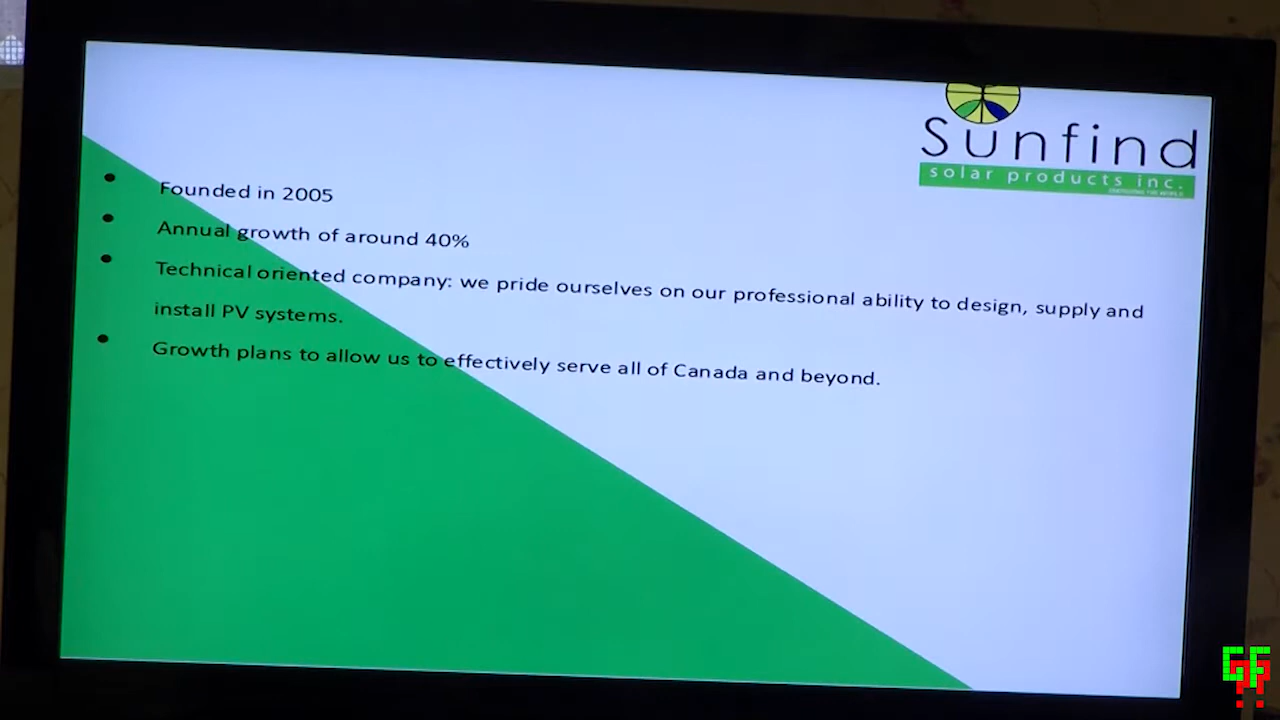 Sunfind
solar products inc.
Founded in 2005
Annual growth of around 40%
Technical oriented company: we pride ourselves on our professional ability to design, supply and
install PV systems.
Growth plans to allow us to effectively serve all of Canada and beyond.